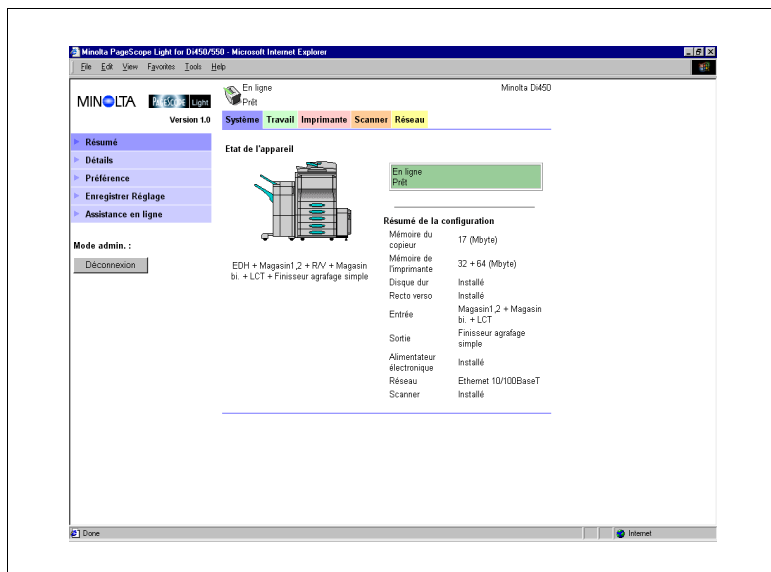 Minolta PageScope Light for Di450/550 - Microsoft Internet Explorer
File Edit View Favorites Tools Help
MINOLTA PAGESCOPE Light
Version 1.0
En ligne
Prêt
Minolta Di450
Système Travail Imprimante Scanner Réseau
Résumé
Détails
Préférence
Enregistrer Réglage
Assistance en ligne
Mode admin. :
Déconnexion
Etat de l'appareil
EDH + Magasin1,2 + R/V + Magasin
bi. + LCT + Finisseur agrafage simple
En ligne
Prêt
Résumé de la configuration
Mémoire du
copieur
17 (Mbyte)
Mémoire de
l'imprimante
32 + 64 (Mbyte)
Disque dur Installé
Recto verso Installé
Entrée
Magasin1,2 + Magasin
bi. + LCT
Sortie
Finisseur agrafage
simple
Alimentateur
électronique
Installé
Réseau Ethernet 10/100BaseT
Scanner Installé
Done
Internet